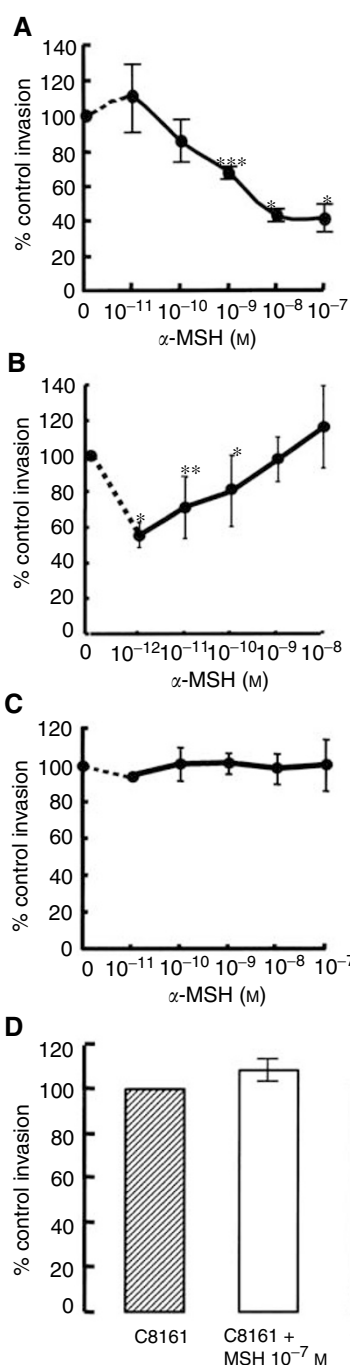 A
140
120
100
80
60
40
20
0
% control invasion
***
*
*
0 10⁻¹¹ 10⁻¹⁰ 10⁻⁹ 10⁻⁸ 10⁻⁷
α-MSH (M)
B
140
120
100
80
60
40
20
0
% control invasion
*
**
*
0 10⁻¹² 10⁻¹¹ 10⁻¹⁰ 10⁻⁹ 10⁻⁸
α-MSH (M)
C
120
100
80
60
40
20
0
% control invasion
0 10⁻¹¹ 10⁻¹⁰ 10⁻⁹ 10⁻⁸ 10⁻⁷
α-MSH (M)
D
120
100
80
60
40
20
0
% control invasion
C8161
C8161 +
MSH 10⁻⁷ M